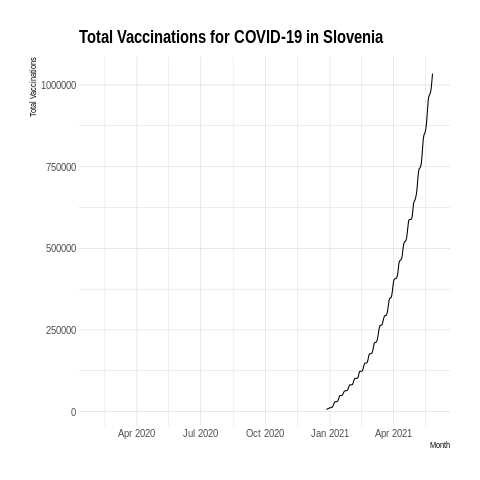 Total Vaccinations for COVID-19 in Slovenia
Total Vaccinations
1000000
750000
500000
250000
0
Apr 2020 Jul 2020 Oct 2020 Jan 2021 Apr 2021
Month